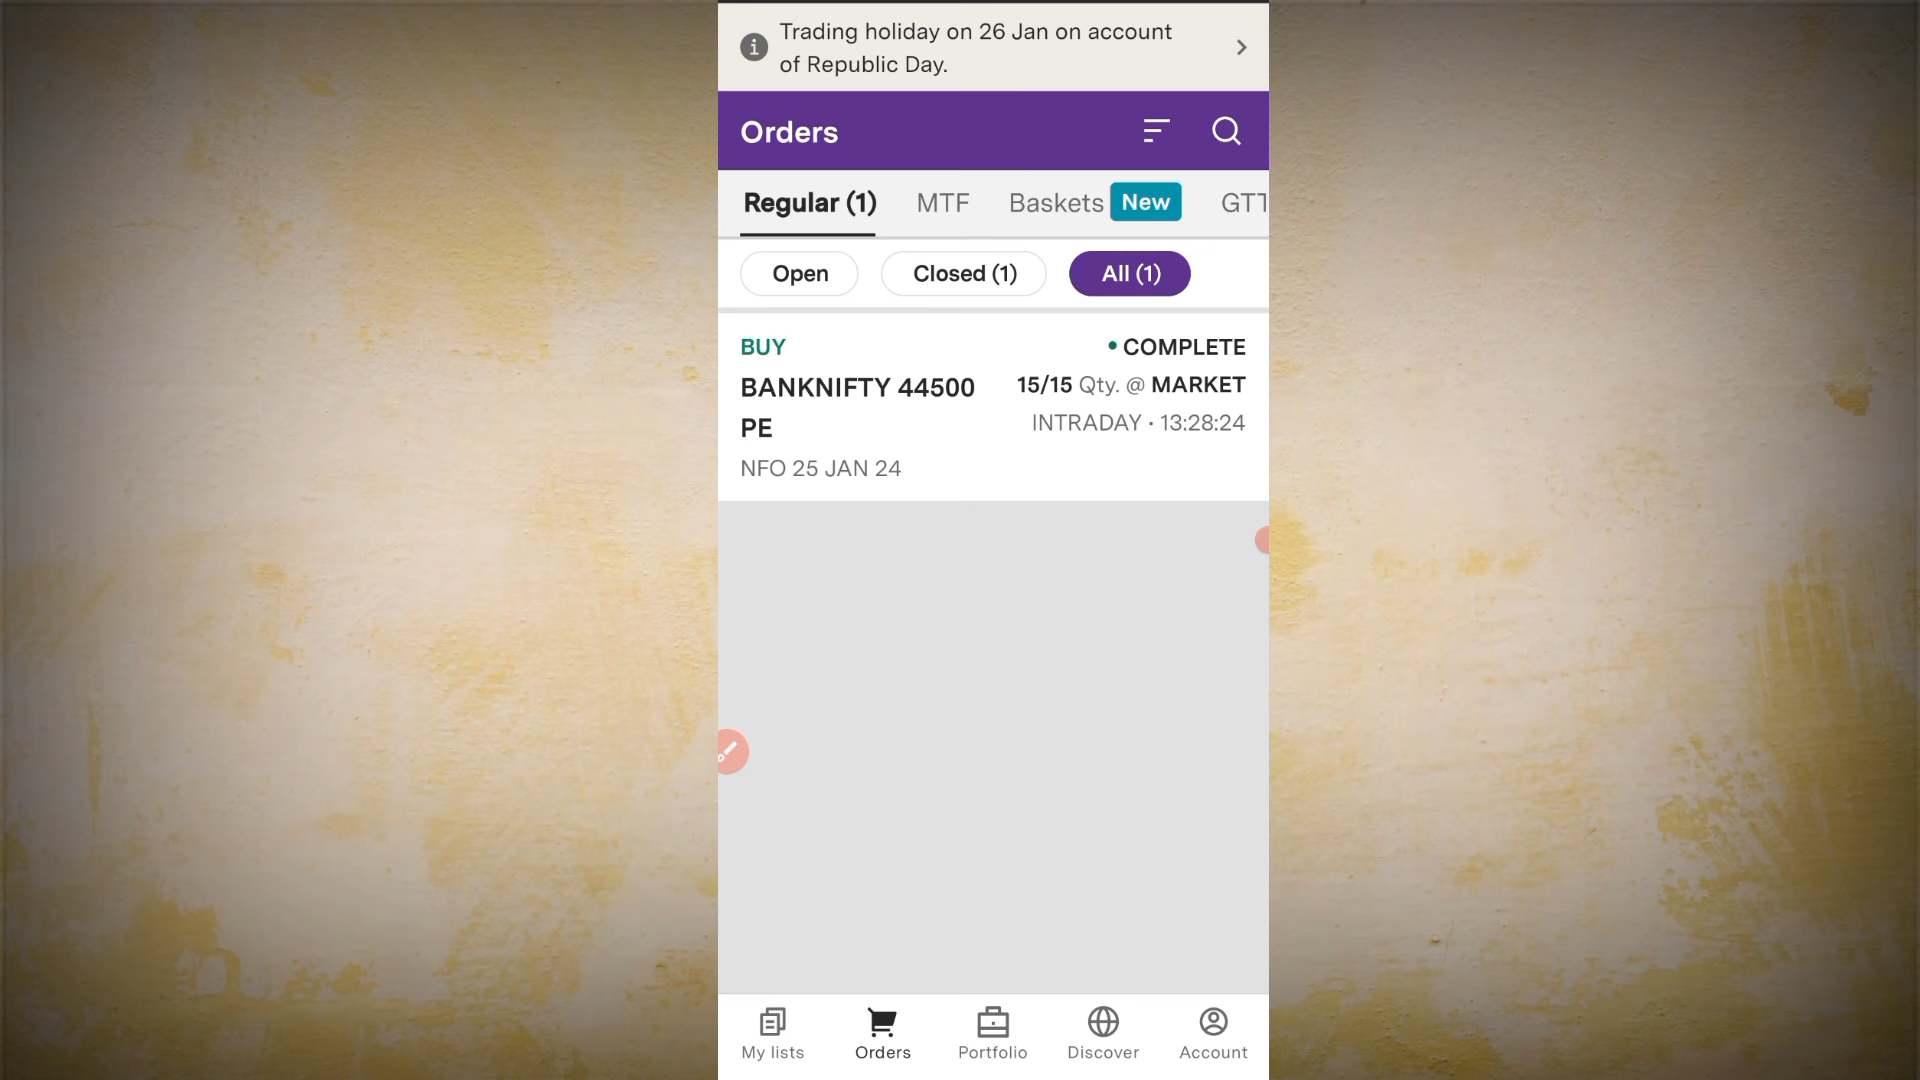 Trading holiday on 26 Jan on account
of Republic Day.
Orders
Regular (1) MTF Baskets New GTT
Open Closed (1) All (1)
BUY • COMPLETE
BANKNIFTY 44500 15/15 Qty. @ MARKET
PE INTRADAY · 13:28:24
NFO 25 JAN 24
My lists Orders Portfolio Discover Account